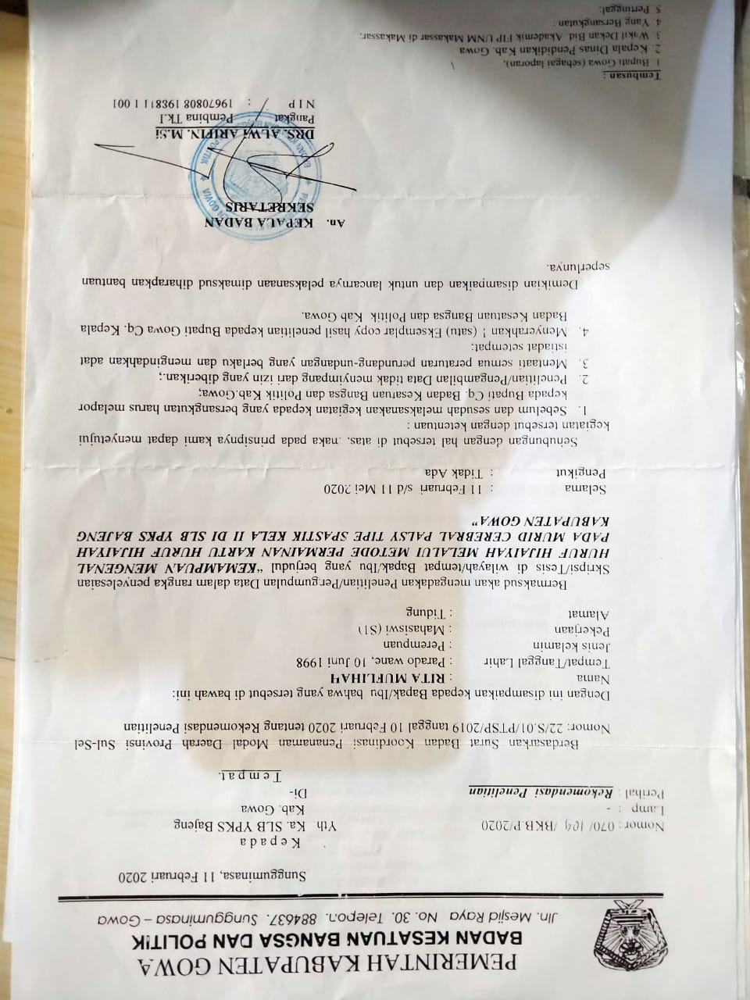 PEMERINTAH KABUPATEN GOWA
BADAN KESATUAN BANGSA DAN POLITIK
Jln. Mesjid Raya No. 30. Telepon. 884637. Sungguminasa – Gowa
Sungguminasa, 11 Februari 2020
K e p a d a
Nomor : 070/ /BKB.P/2020
Yth. Ka. SLB YPKS Bajeng
Lamp : -
Kab. Gowa
Perihal : Rekomendasi Penelitian
Di-
T e m p a t.
Berdasarkan Surat Badan Koordinasi Penanaman Modal Daerah Provinsi Sul-Sel
Nomor: 22/S.01/PTSP/2019 tanggal 10 Februari 2020 tentang Rekomendasi Penelitian
Dengan ini disampaikan kepada Bapak/Ibu bahwa yang tersebut di bawah ini:
Nama : RITA MUFLIHAH
Tempat/Tanggal Lahir : Parado wane, 10 Juni 1998
Jenis kelamin : Perempuan
Pekerjaan : Mahasiswi (S1)
Alamat : Tidung
Bermaksud akan mengadakan Penelitian/Pengumpulan Data dalam rangka penyelesaian
Skripsi/Tesis di wilayah/tempat Bapak/Ibu yang berjudul "KEMAMPUAN MENGENAL
HURUF HIJAIYAH MELALUI METODE PERMAINAN KARTU HURUF HIJAIYAH
PADA MURID CEREBRAL PALSY TIPE SPASTIK KELA II DI SLB YPKS BAJENG
KABUPATEN GOWA"
Selama : 11 Februari s/d 11 Mei 2020
Pengikut : Tidak Ada
Sehubungan dengan hal tersebut di atas, maka pada prinsipnya kami dapat menyetujui
kegiatan tersebut dengan ketentuan :
1. Sebelum dan sesudah melaksanakan kegiatan kepada yang bersangkutan harus melapor
kepada Bupati Cq. Badan Kesatuan Bangsa dan Politik Kab.Gowa;
2. Penelitian/Pengambilan Data tidak menyimpang dari izin yang diberikan.;
3. Mentaati semua peraturan perundang-undangan yang berlaku dan mengindahkan adat
istiadat setempat;
4. Menyerahkan 1 (satu) Eksemplar copy hasil penelitian kepada Bupati Gowa Cq. Kepala
Badan Kesatuan Bangsa dan Politik Kab Gowa.
Demikian disampaikan dan untuk lancarnya pelaksanaan dimaksud diharapkan bantuan
seperlunya.
An. KEPALA BADAN
SEKRETARIS
DRS. ALWI ARIFIN. M.Si
Pangkat : Pembina Tk.I
N I P : 19670808 198811 1 001
Tembusan :
1. Bupati Gowa (sebagai laporan),
2. Kepala Dinas Pendidikan Kab. Gowa
3. Wakil Dekan Bid. Akademik FIP UNM Makassar di Makassar;
4. Yang Bersangkutan
5. Pertinggal;